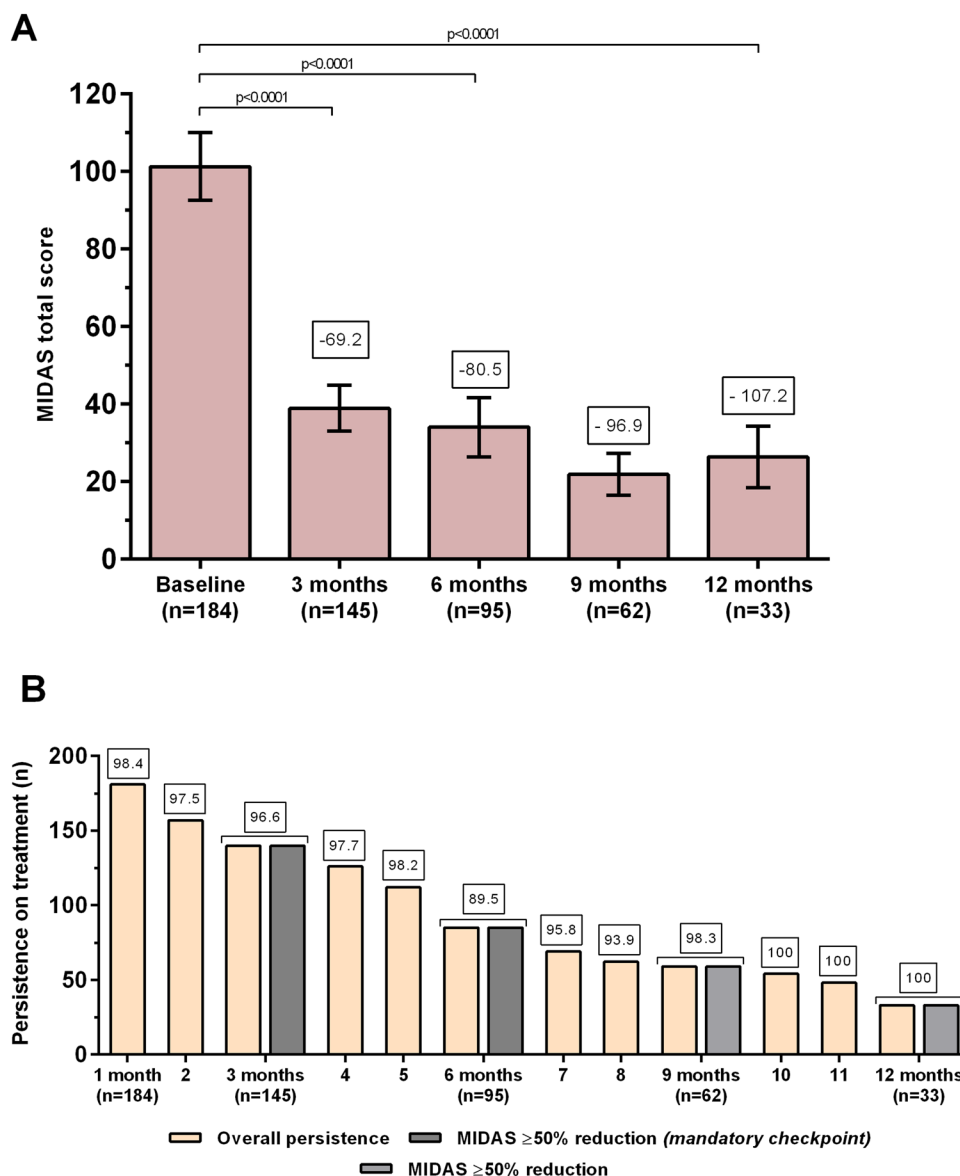 A
p<0.0001
p<0.0001
p<0.0001
MIDAS total score
120
100
80
60
40
20
0
-69.2
-80.5
- 96.9
- 107.2
Baseline 3 months 6 months 9 months 12 months
(n=184) (n=145) (n=95) (n=62) (n=33)
B
Persistence on treatment (n)
200
150
100
50
0
98.4
97.5
96.6
97.7
98.2
89.5
95.8
93.9
98.3
100
100
100
1 month 2 3 months 4 5 6 months 7 8 9 months 10 11 12 months
(n=184) (n=145) (n=95) (n=62) (n=33)
Overall persistence MIDAS ≥50% reduction (mandatory checkpoint)
MIDAS ≥50% reduction